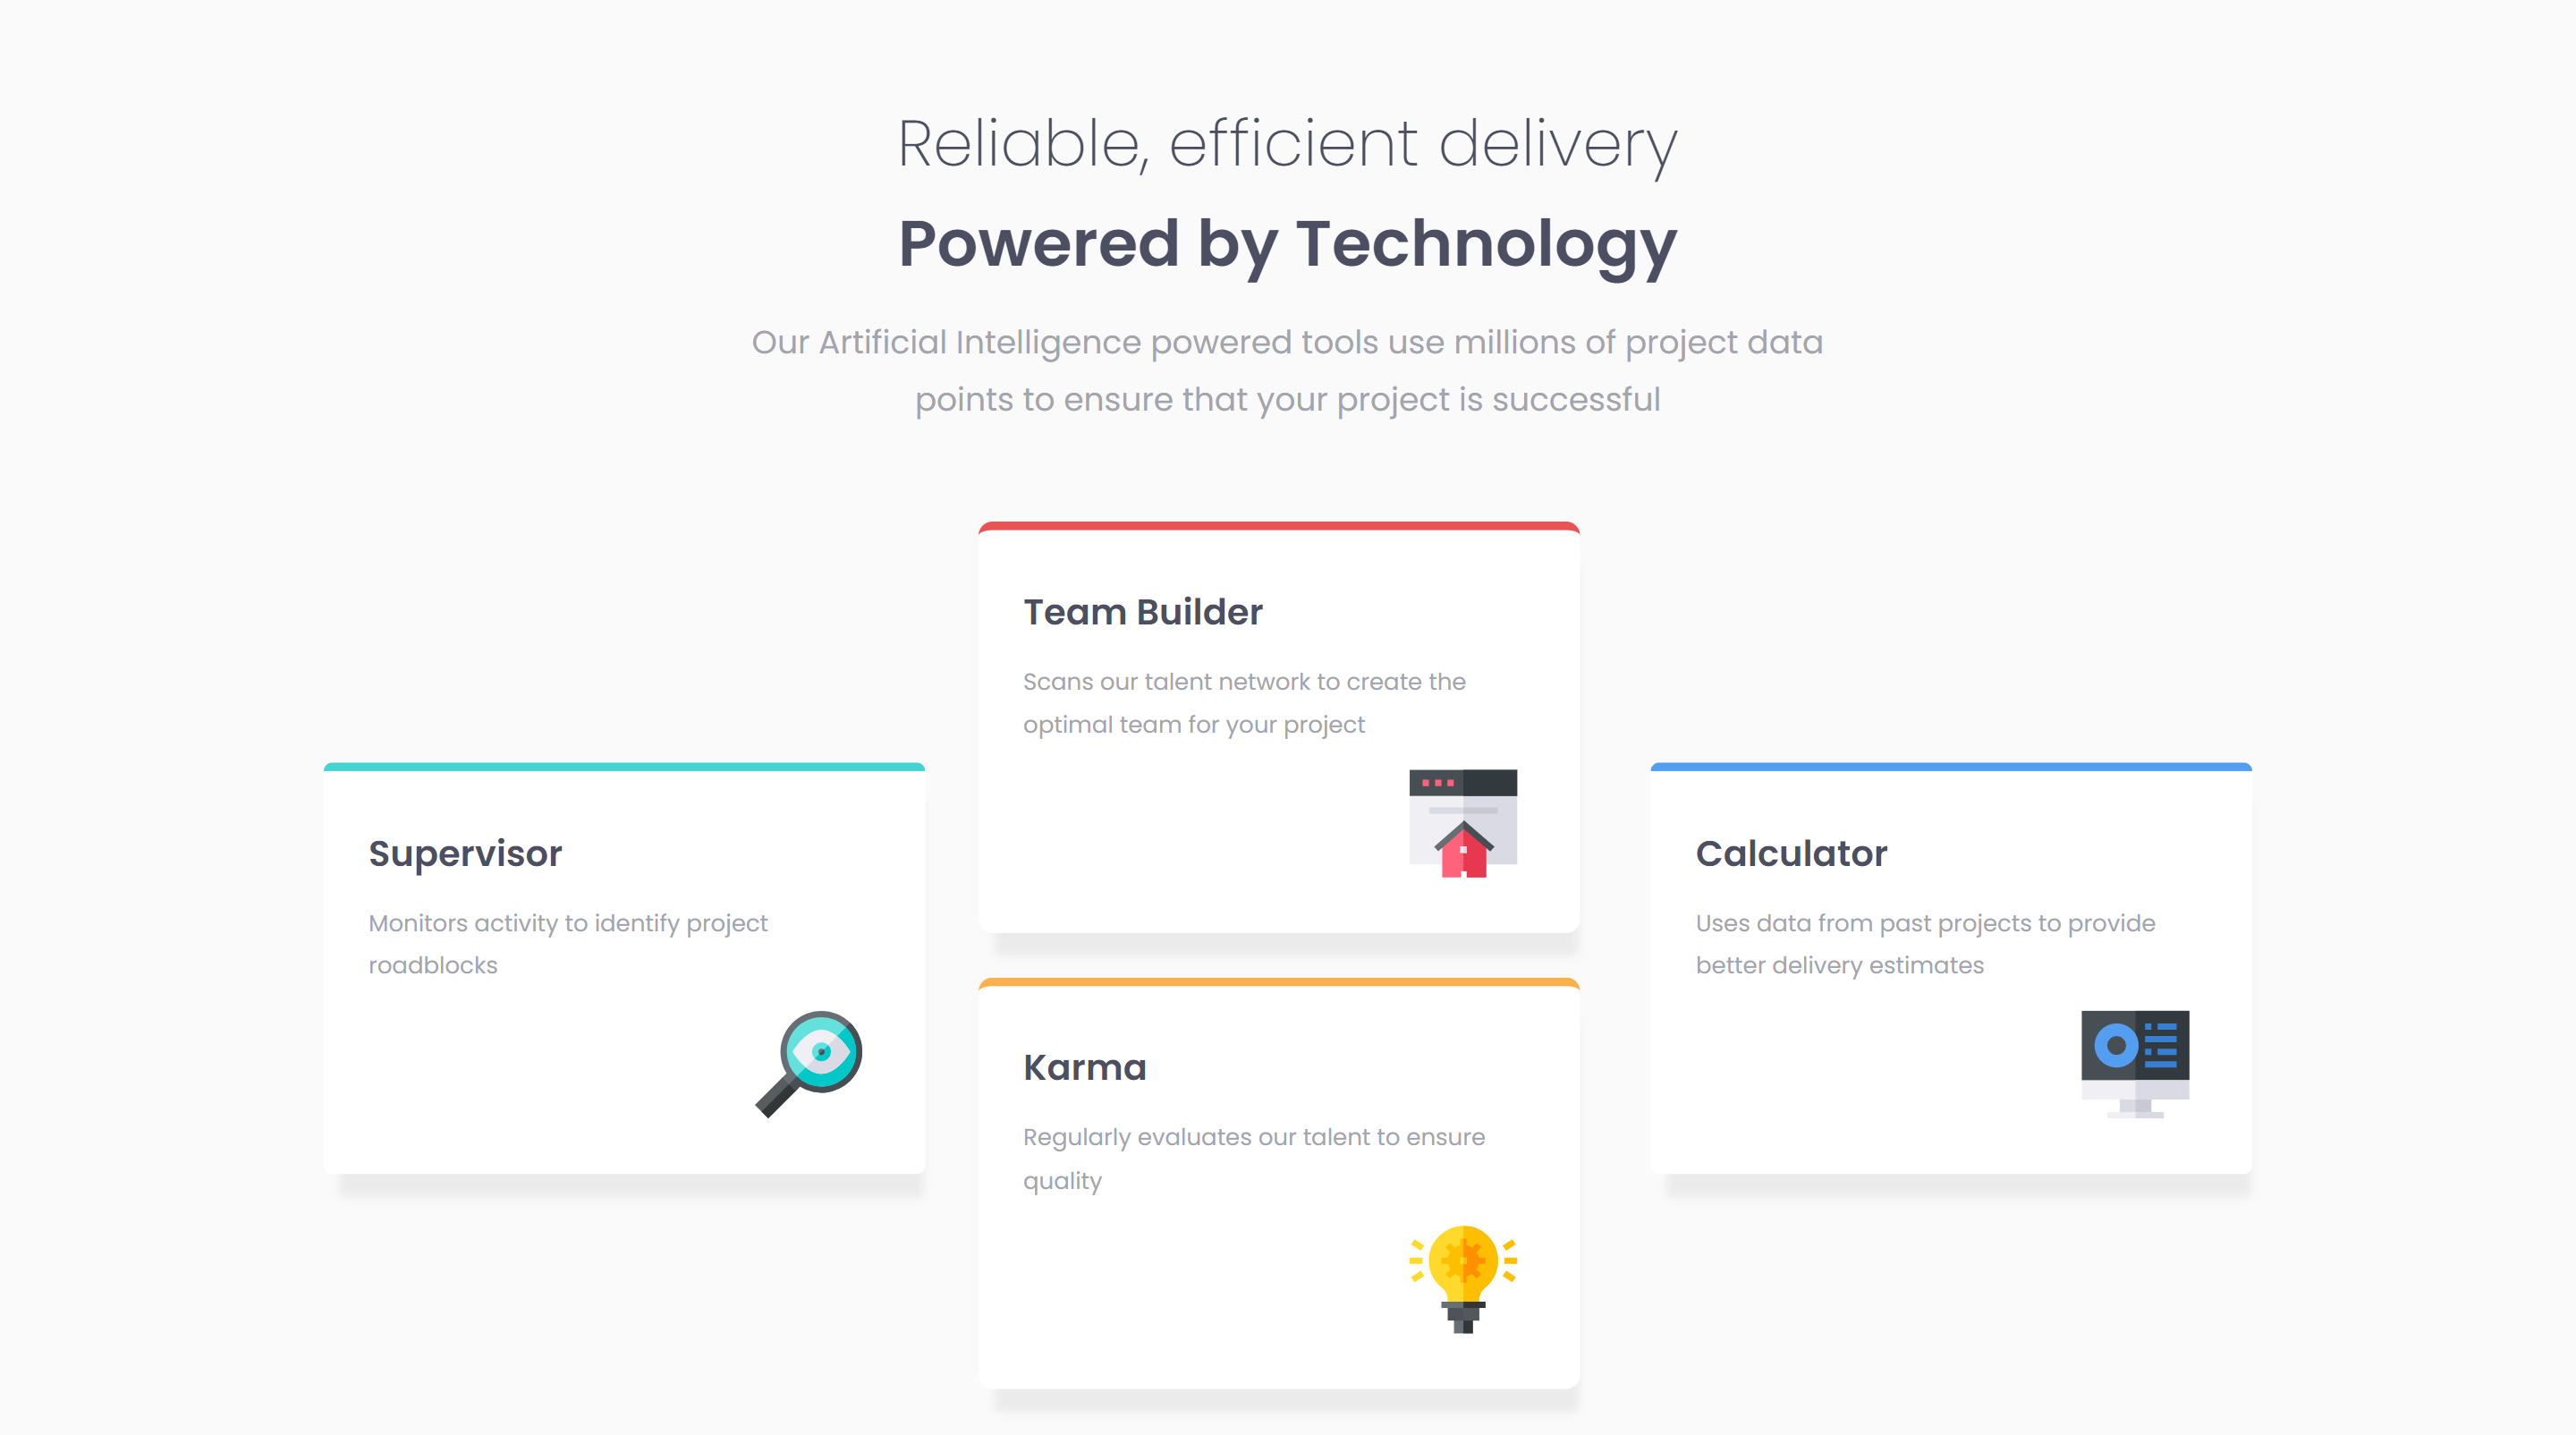 Reliable, efficient delivery
Powered by Technology
Our Artificial Intelligence powered tools use millions of project data
points to ensure that your project is successful
Team Builder
Scans our talent network to create the
optimal team for your project
Supervisor
Monitors activity to identify project
roadblocks
Calculator
Uses data from past projects to provide
better delivery estimates
Karma
Regularly evaluates our talent to ensure
quality